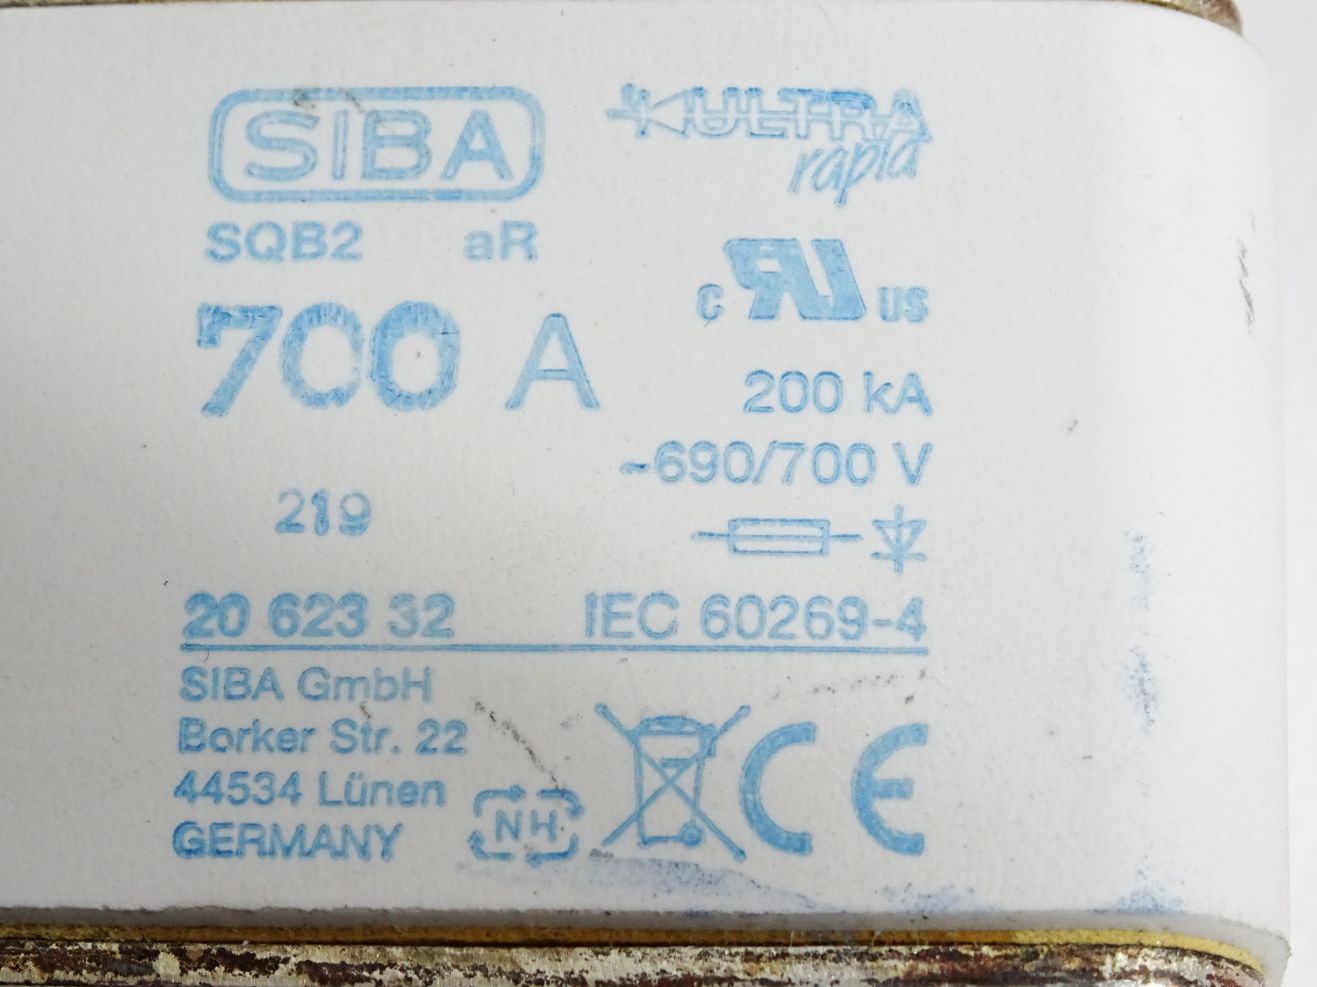 SIBA
ULTRA
rapid
SQB2 aR
c RU US
700 A
200 kA
~690/700 V
219
20 623 32 IEC 60269-4
SIBA GmbH
Borker Str. 22
44534 Lünen
GERMANY
NH
CE